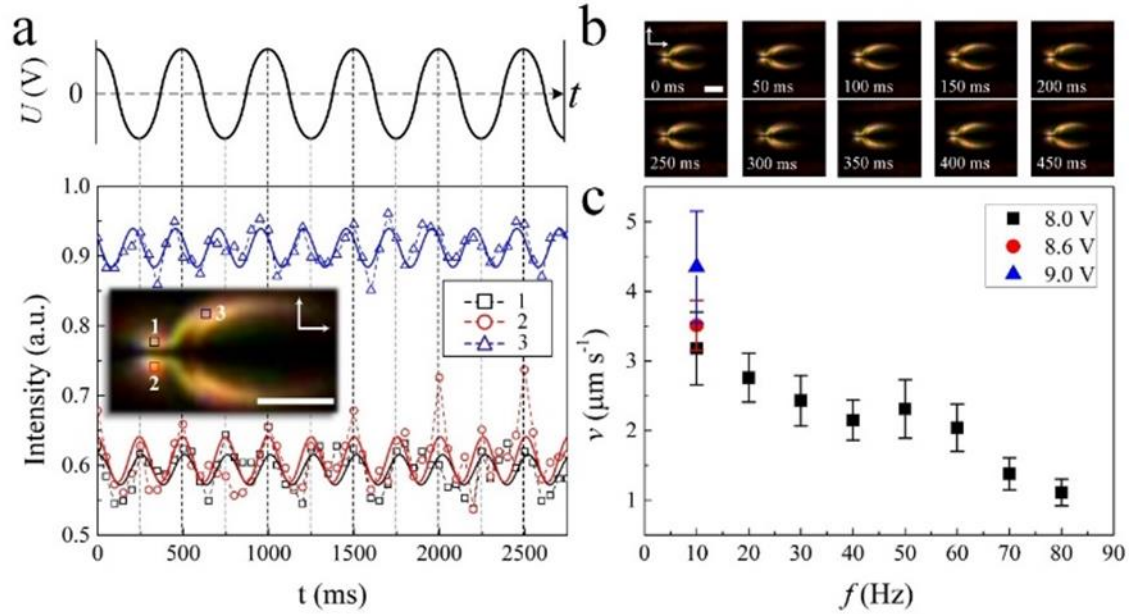 a
U (V)
0
t
1.0
0.9
0.8
0.7
0.6
0.5
Intensity (a.u.)
1
2
3
1
2
3
0
500
1000
1500
2000
2500
t (ms)
b
0 ms
50 ms
100 ms
150 ms
200 ms
250 ms
300 ms
350 ms
400 ms
450 ms
c
8.0 V
8.6 V
9.0 V
5
4
3
2
1
v (μm s⁻¹)
0
10
20
30
40
50
60
70
80
90
f (Hz)